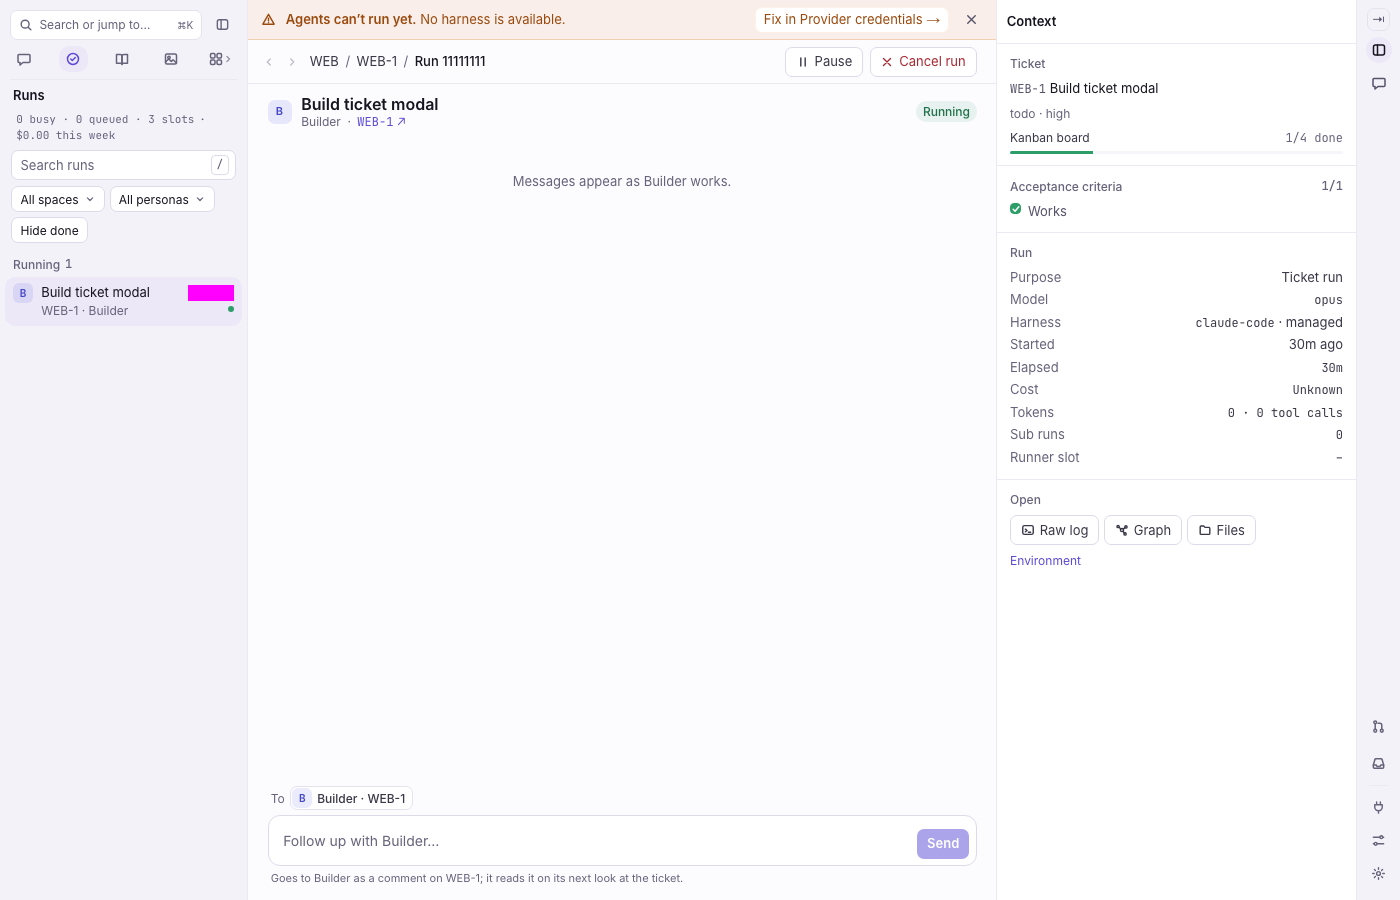 Search or jump to... ⌘K
Runs
0 busy · 0 queued · 3 slots ·
$0.00 this week
Search runs /
All spaces
All personas
Hide done
Running 1
B Build ticket modal
WEB-1 · Builder
Agents can't run yet. No harness is available.
Fix in Provider credentials →
WEB / WEB-1 / Run 11111111
Pause
Cancel run
B Build ticket modal
Builder · WEB-1 ↗
Running
Messages appear as Builder works.
To B Builder · WEB-1
Follow up with Builder...
Send
Goes to Builder as a comment on WEB-1; it reads it on its next look at the ticket.
Context
Ticket
WEB-1 Build ticket modal
todo · high
Kanban board 1/4 done
Acceptance criteria 1/1
Works
Run
Purpose Ticket run
Model opus
Harness claude-code · managed
Started 30m ago
Elapsed 30m
Cost Unknown
Tokens 0 · 0 tool calls
Sub runs 0
Runner slot –
Open
Raw log
Graph
Files
Environment